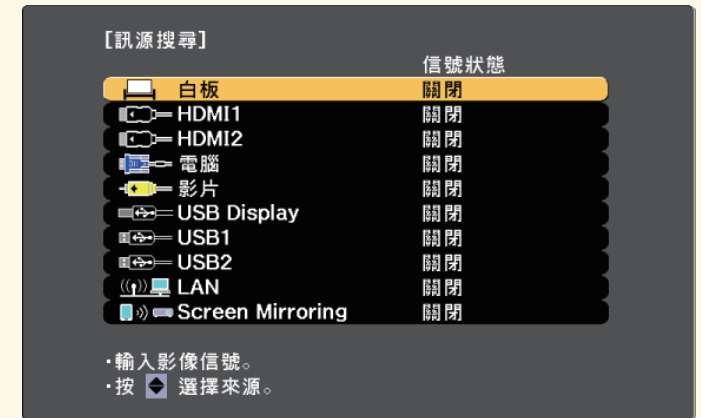 [訊源搜尋]
信號狀態
白板 關閉
HDMI1 關閉
HDMI2 關閉
電腦 關閉
影片 關閉
USB Display 關閉
USB1 關閉
USB2 關閉
LAN 關閉
Screen Mirroring 關閉
·輸入影像信號。
·按 選擇來源。